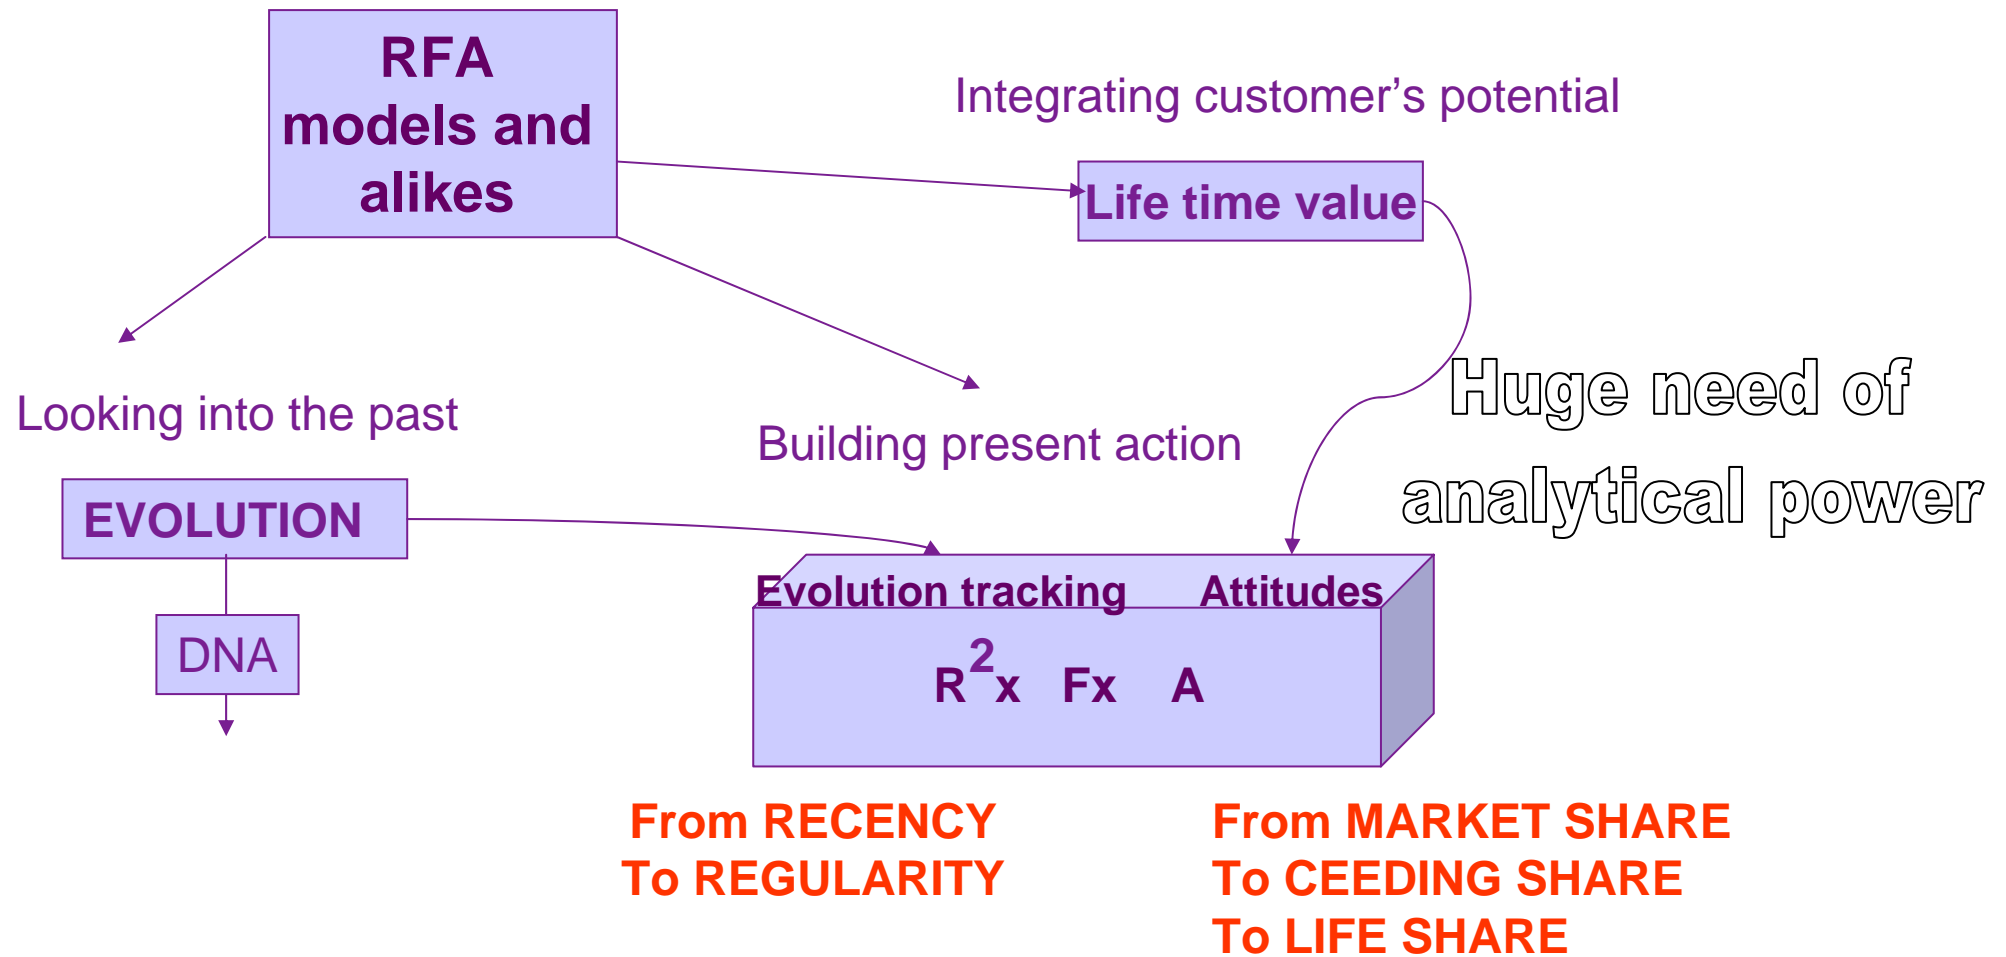 RFA
models and
alikes
Integrating customer’s potential
Life time value
Looking into the past
Building present action
Huge need of
analytical power
EVOLUTION
DNA
Evolution tracking Attitudes
R²x Fx A
From RECENCY
To REGULARITY
From MARKET SHARE
To CEEDING SHARE
To LIFE SHARE